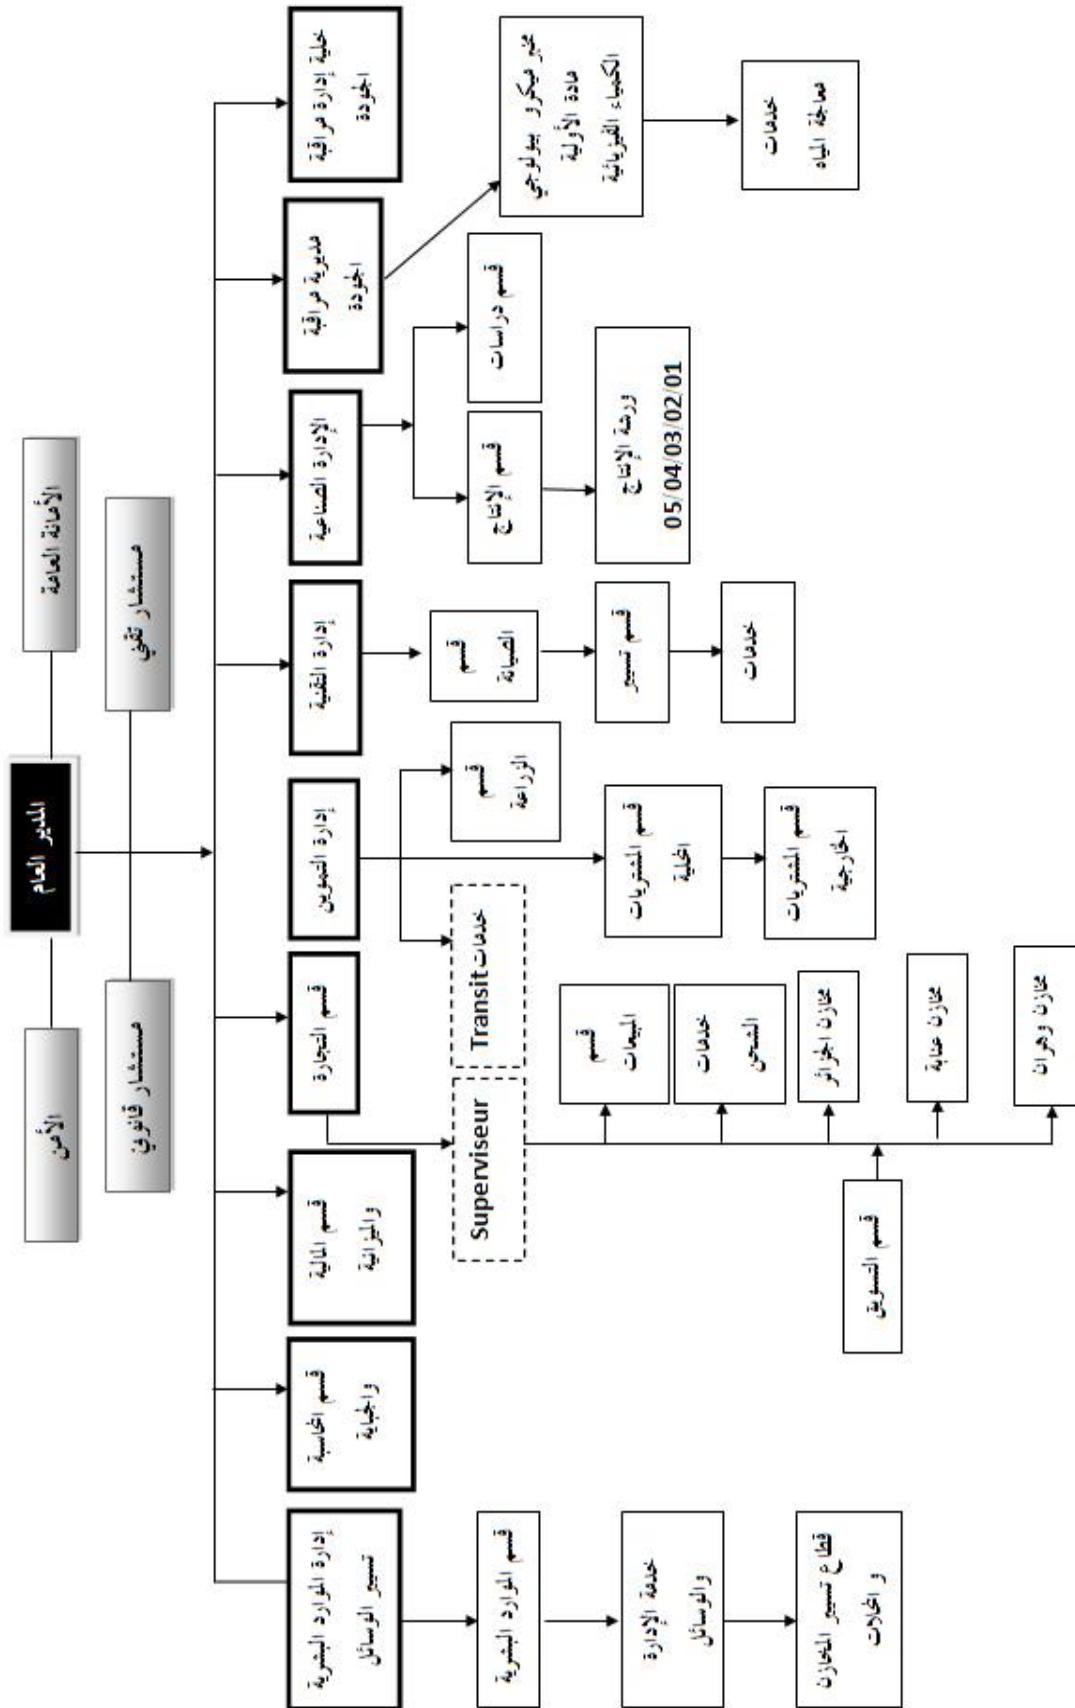 المدير العام
الأمانة العامة
الأمن
مستشار تقني
مستشار قانوني
خلية إدارة مراقبة
الجودة
مديرية مراقبة
الجودة
الإدارة الصناعية
إدارة التقنية
إدارة التموين
قسم التجارة
قسم المالية
والميزانية
قسم المحاسبة
والجباية
إدارة الموارد البشرية
تسيير الوسائل
مخبر ميكرو بيولوجي
مادة الأولية
الكمياء الفيزيائية
خدمات
معالجة المياه
قسم دراسات
قسم الإنتاج
ورشة الإنتاج
05/04/03/02/01
قسم
الصيانة
قسم تسيير
خدمات
قسم
الزراعة
خدمات Transit
قسم المشتريات
المحلية
قسم المشتريات
الخارجية
Superviseur
قسم
المبيعات
خدمات
الشحن
مخازن الجزائر
مخازن عنابة
مخازن وهران
قسم التسويق
قسم الموارد البشرية
خدمة الإدارة
والوسائل
قطاع تسيير المخازن
و المحلات